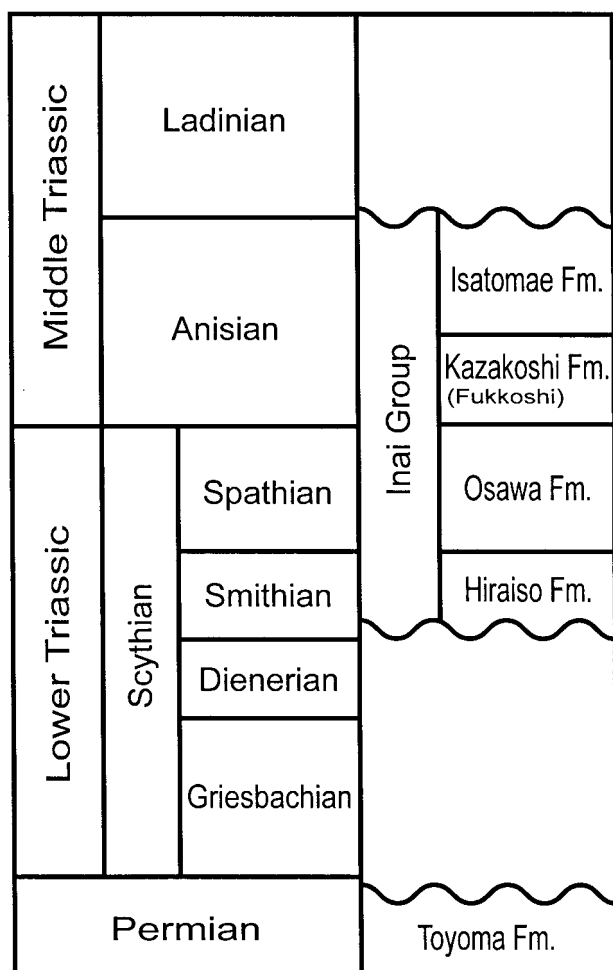 Middle Triassic
Ladinian
Anisian
Lower Triassic
Scythian
Spathian
Smithian
Dienerian
Griesbachian
Permian
Inai Group
Isatomae Fm.
Kazakoshi Fm.
(Fukkoshi)
Osawa Fm.
Hiraiso Fm.
Toyoma Fm.